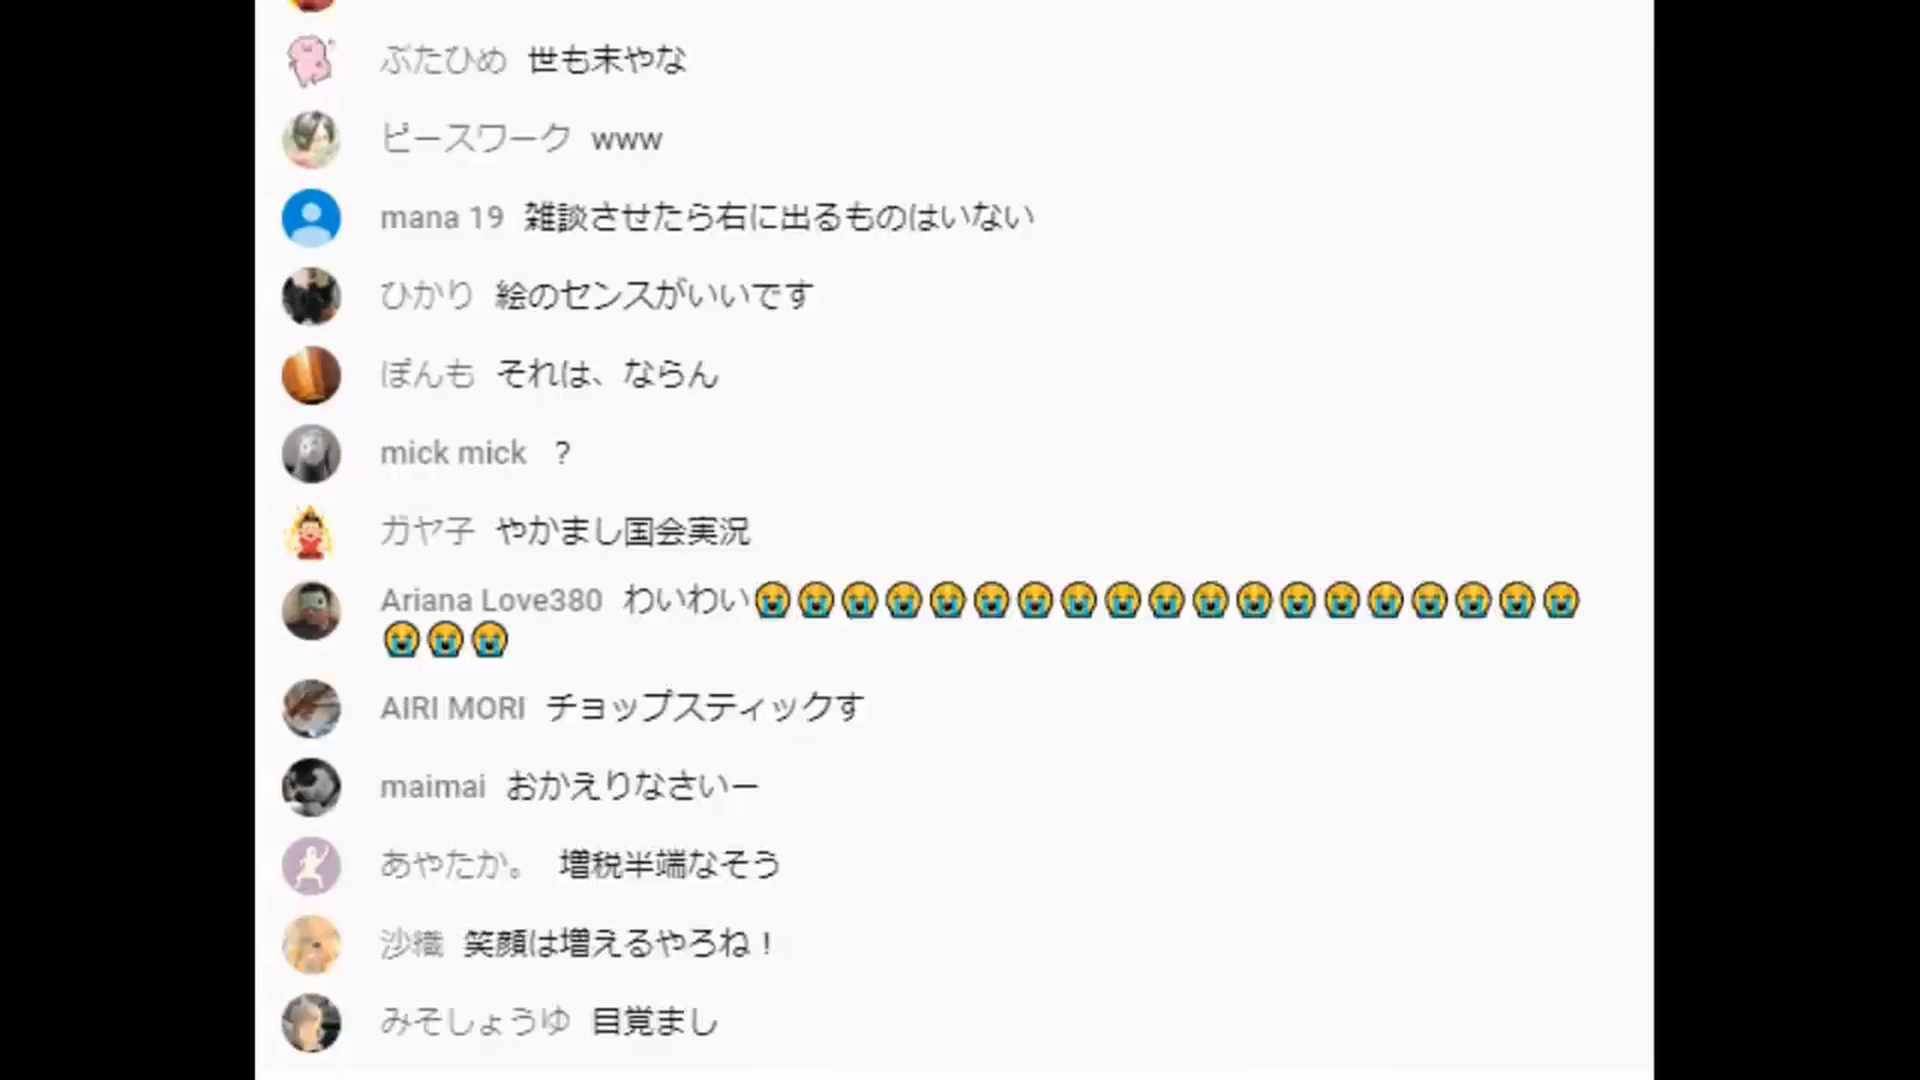 ぶたひめ 世も末やな
ピースワーク www
mana 19 雑談させたら右に出るものはいない
ひかり 絵のセンスがいいです
ぽんも それは、ならん
mick mick ？
ガヤ子 やかまし国会実況
Ariana Love380 わいわい😭😭😭😭😭😭😭😭😭😭😭😭😭😭😭😭😭😭😭
😭😭😭
AIRI MORI チョップスティックす
maimai おかえりなさいー
あやたか。 増税半端なそう
沙織 笑顔は増えるやろね！
みそしょうゆ 目覚まし